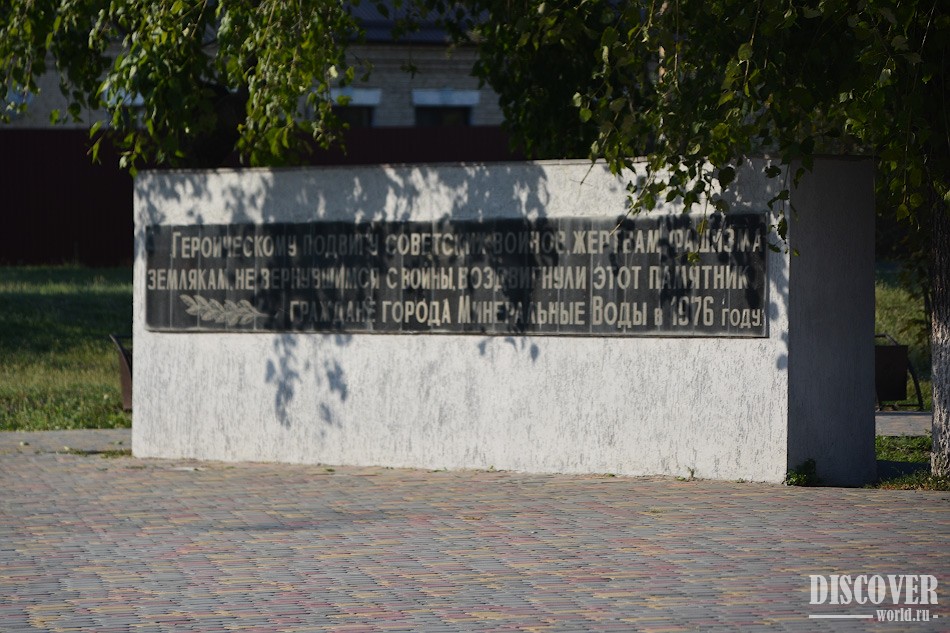 Героическому подвигу советских воинов, жертвам фашизма
землякам, не вернувшимся с войны, воздвигнули этот памятник
граждане города Минеральные Воды в 1976 году.
DISCOVER
world.ru